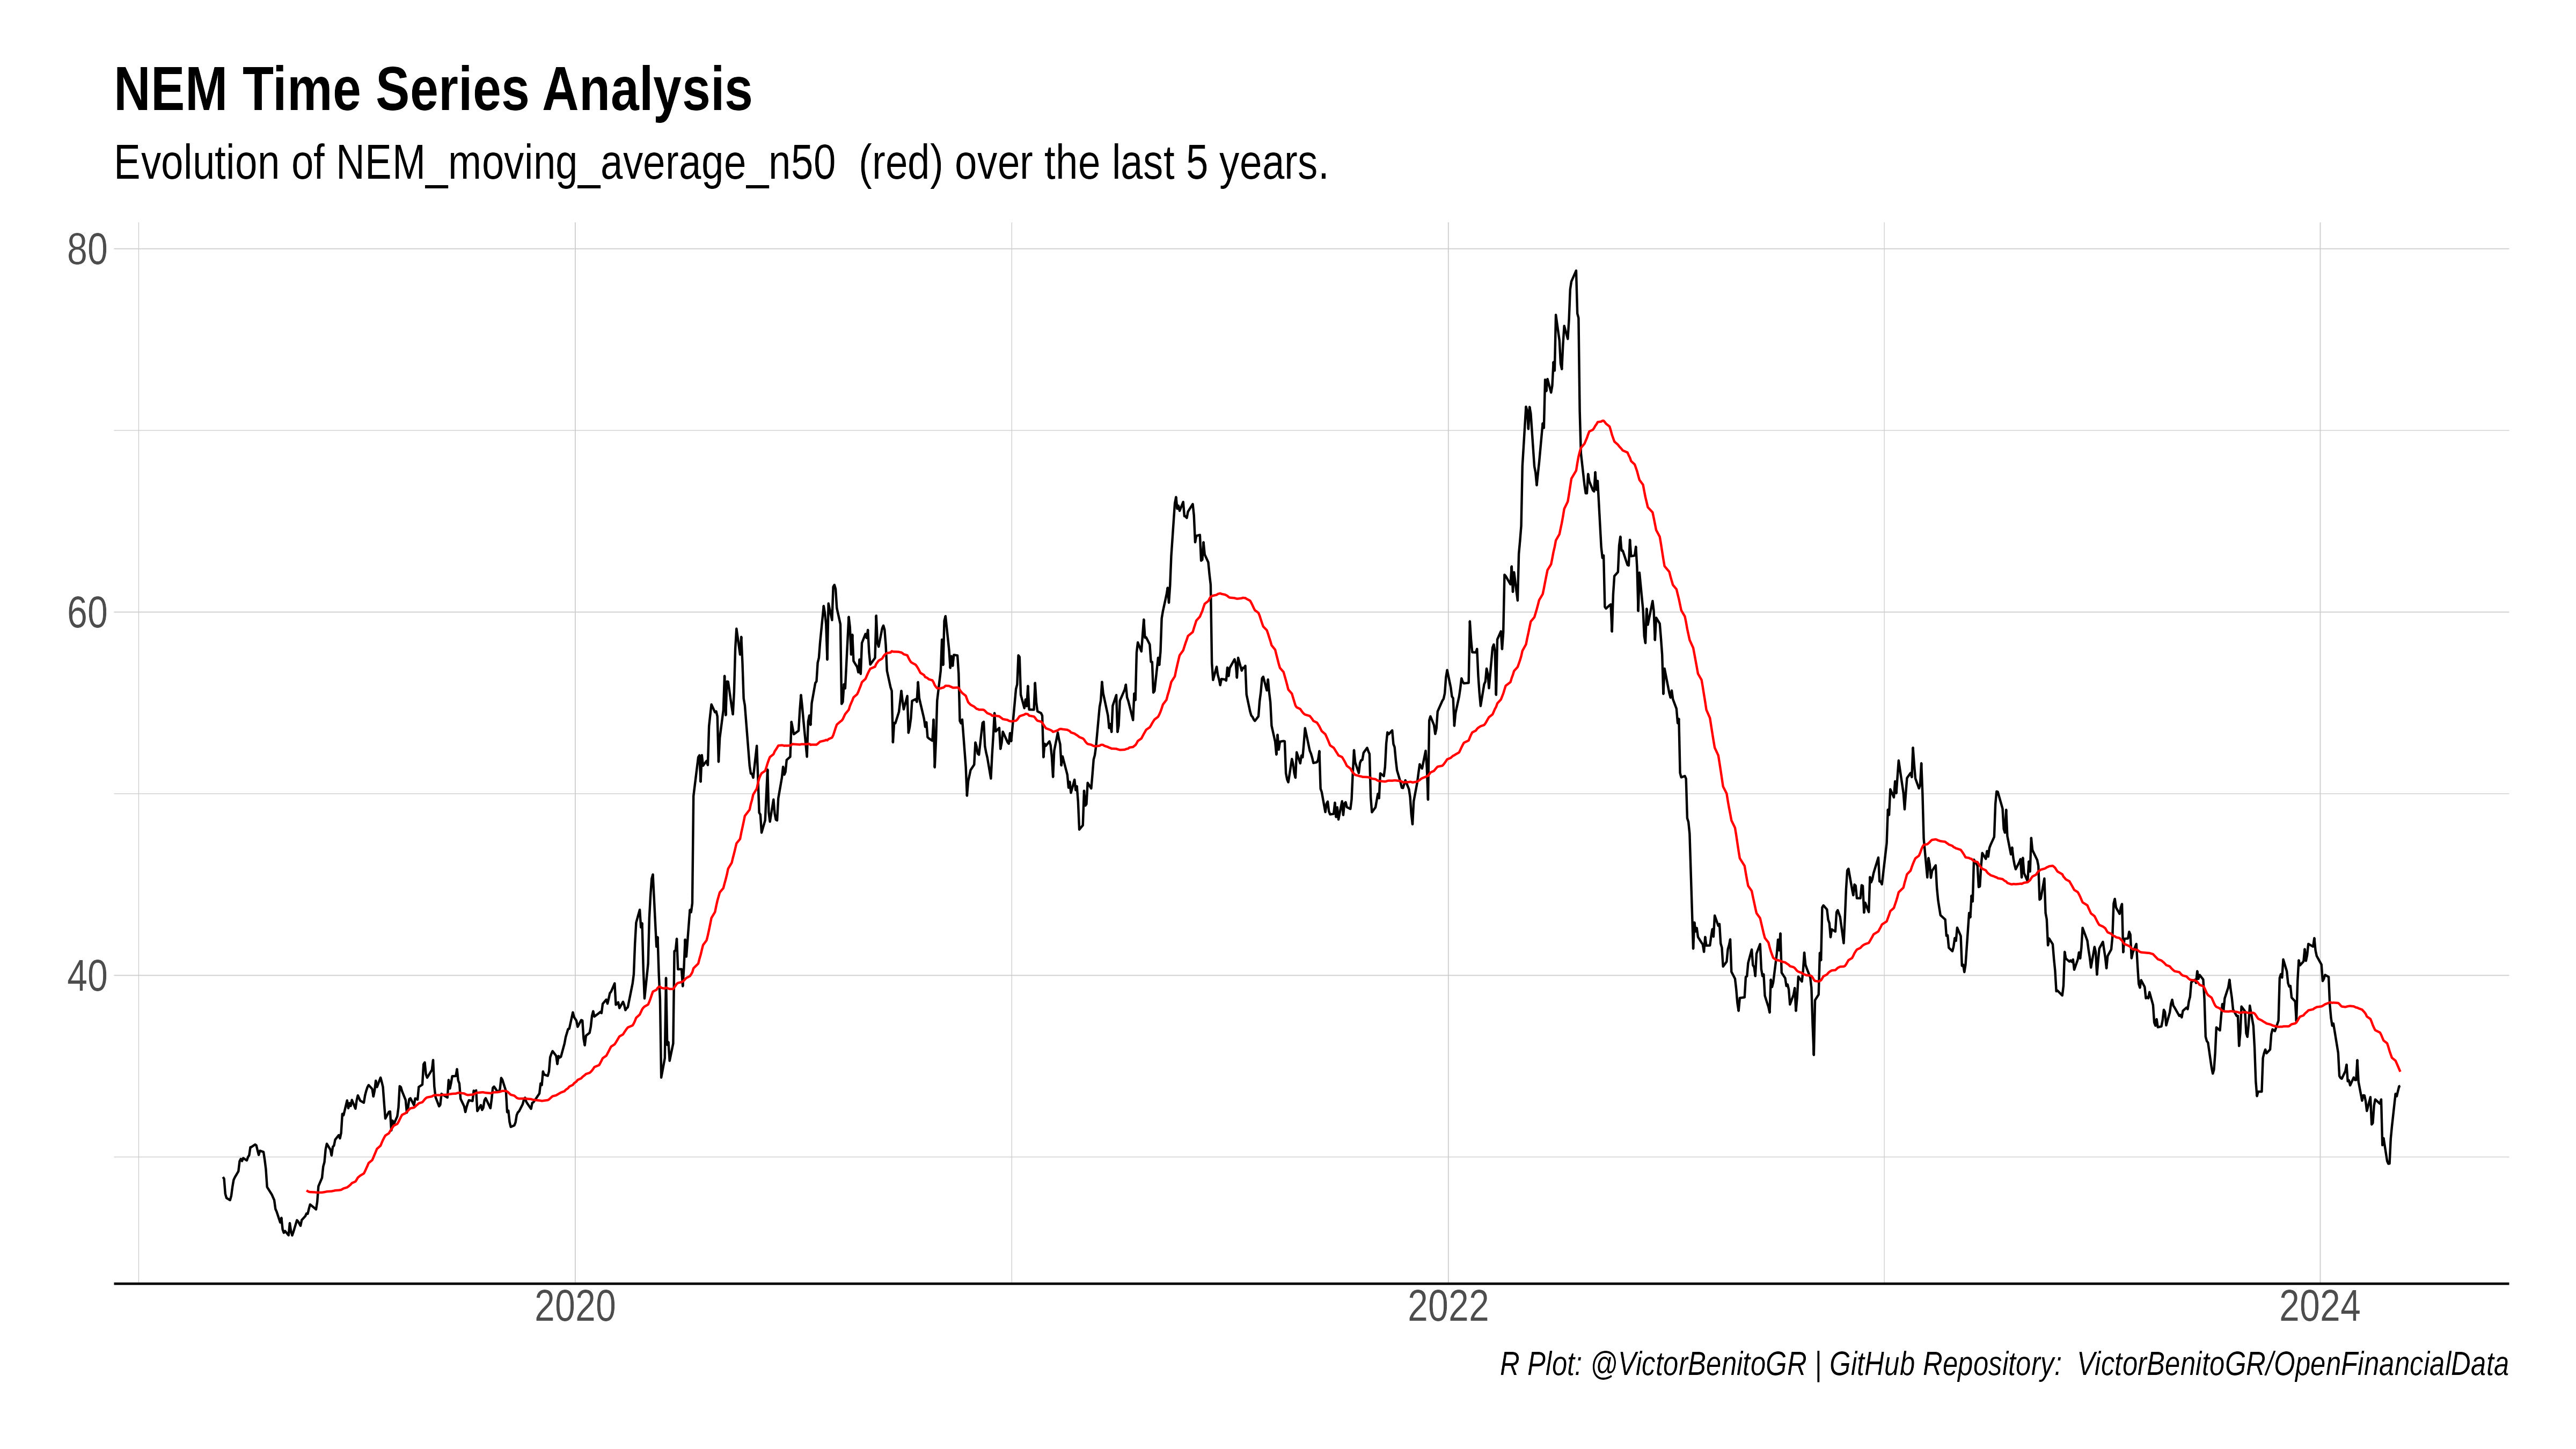 NEM Time Series Analysis
Evolution of NEM_moving_average_n50  (red) over the last 5 years.
80
60
40
2020 2022 2024
R Plot: @VictorBenitoGR | GitHub Repository:  VictorBenitoGR/OpenFinancialData